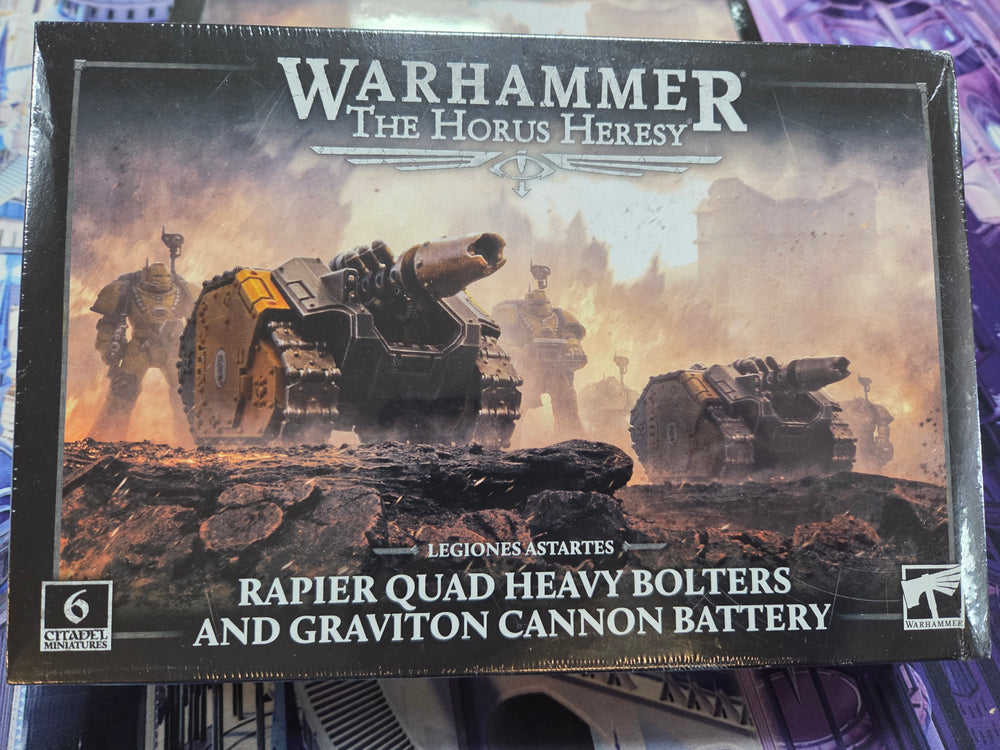 WARHAMMER®
THE HORUS HERESY®
LEGIONES ASTARTES
RAPIER QUAD HEAVY BOLTERS
AND GRAVITON CANNON BATTERY
6
CITADEL
MINIATURES
WARHAMMER